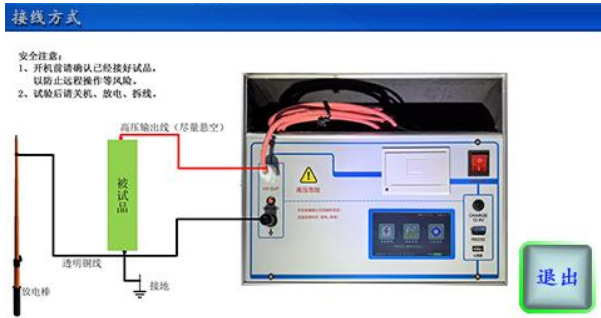 接线方式
安全注意:
1、开机前请确认已经接好试品,
以防止远程操作等风险。
2、试验后请关机、放电、拆线。
高压输出线（尽量悬空）
被试品
HV OUT
高压危险
CHARGE
RS232
USB
透明铜线
接地
放电棒
退出